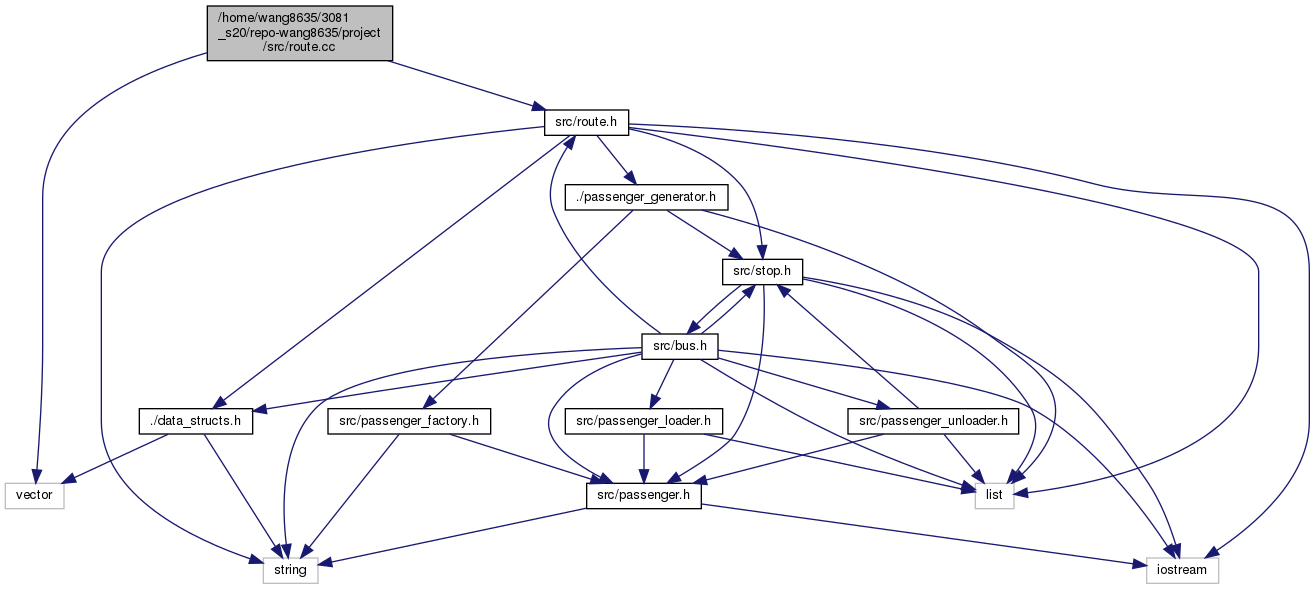 /home/wang8635/3081
_s20/repo-wang8635/project
/src/route.cc
src/route.h
./passenger_generator.h
src/stop.h
src/bus.h
./data_structs.h
src/passenger_factory.h
src/passenger_loader.h
src/passenger_unloader.h
vector
src/passenger.h
list
string
iostream